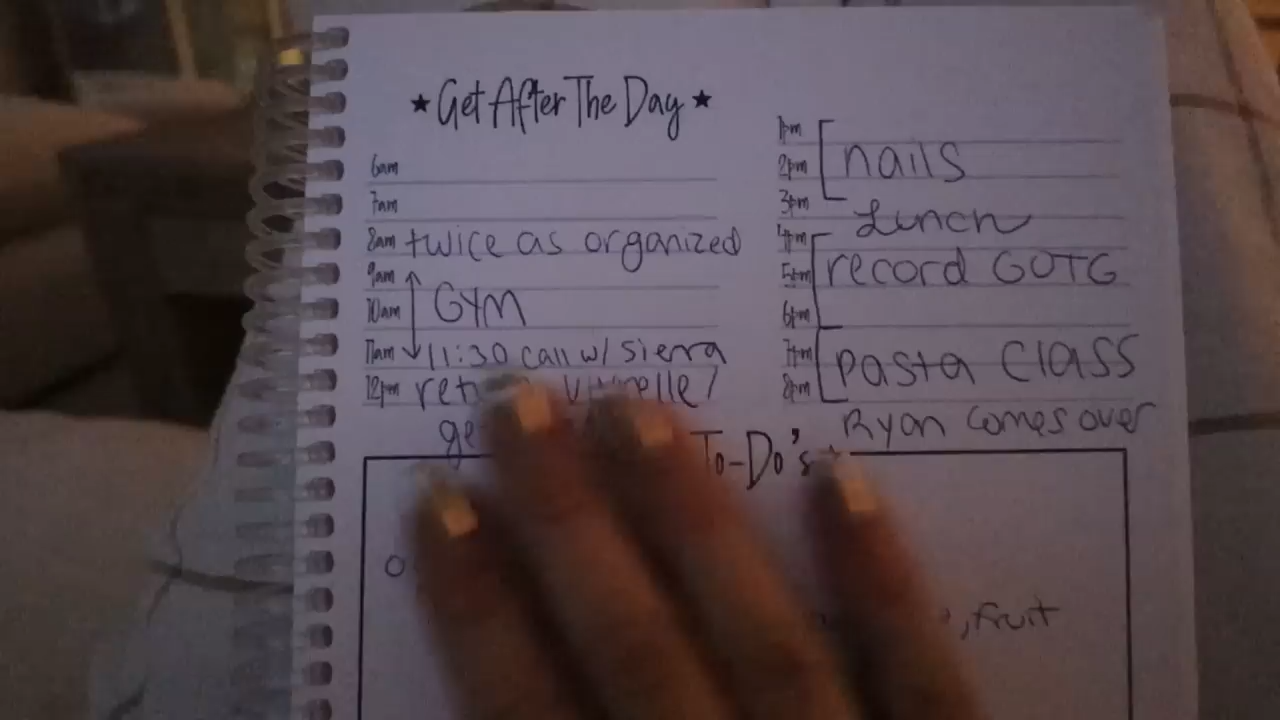 ★ Get After The Day ★
6am
7am
8am twice as organized
9am
10am GYM
11am 11:30 call w/ sierra
12pm
1pm
2pm nails
3pm
Lunch
4pm
5pm record GOTG
6pm
7pm pasta class
8pm
Ryan comes over
To-Do's
, fruit